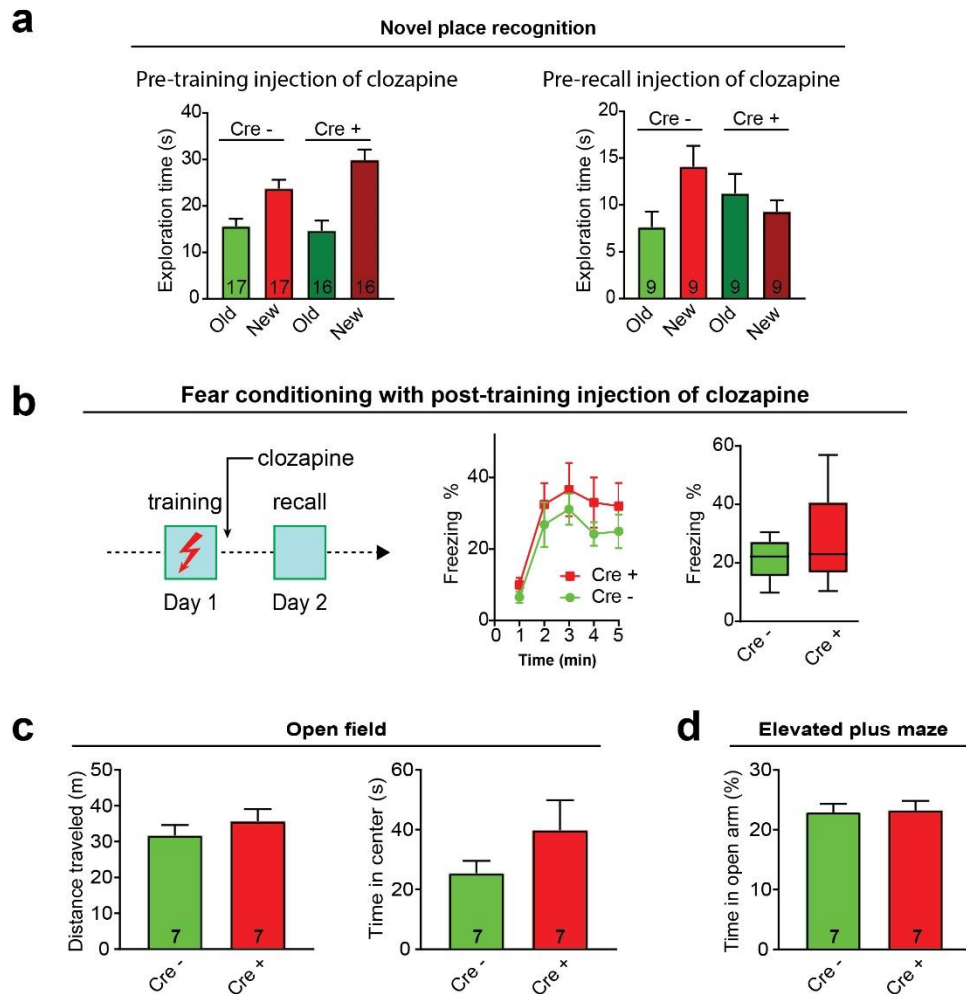 a
Novel place recognition
Pre-training injection of clozapine
Exploration time (s)
40
30
20
10
0
Cre - Cre +
17 17 16 16
Old New Old New
Pre-recall injection of clozapine
Exploration time (s)
20
15
10
5
0
Cre - Cre +
9 9 9 9
Old New Old New
b
Fear conditioning with post-training injection of clozapine
clozapine
training recall
Day 1 Day 2
Freezing %
40
20
0
Cre +
Cre -
0 1 2 3 4 5
Time (min)
Freezing %
60
40
20
0
Cre - Cre +
c
Open field
Distance traveled (m)
50
40
30
20
10
0
7 7
Cre - Cre +
Time in center (s)
60
40
20
0
7 7
Cre - Cre +
d
Elevated plus maze
Time in open arm (%)
30
20
10
0
7 7
Cre - Cre +